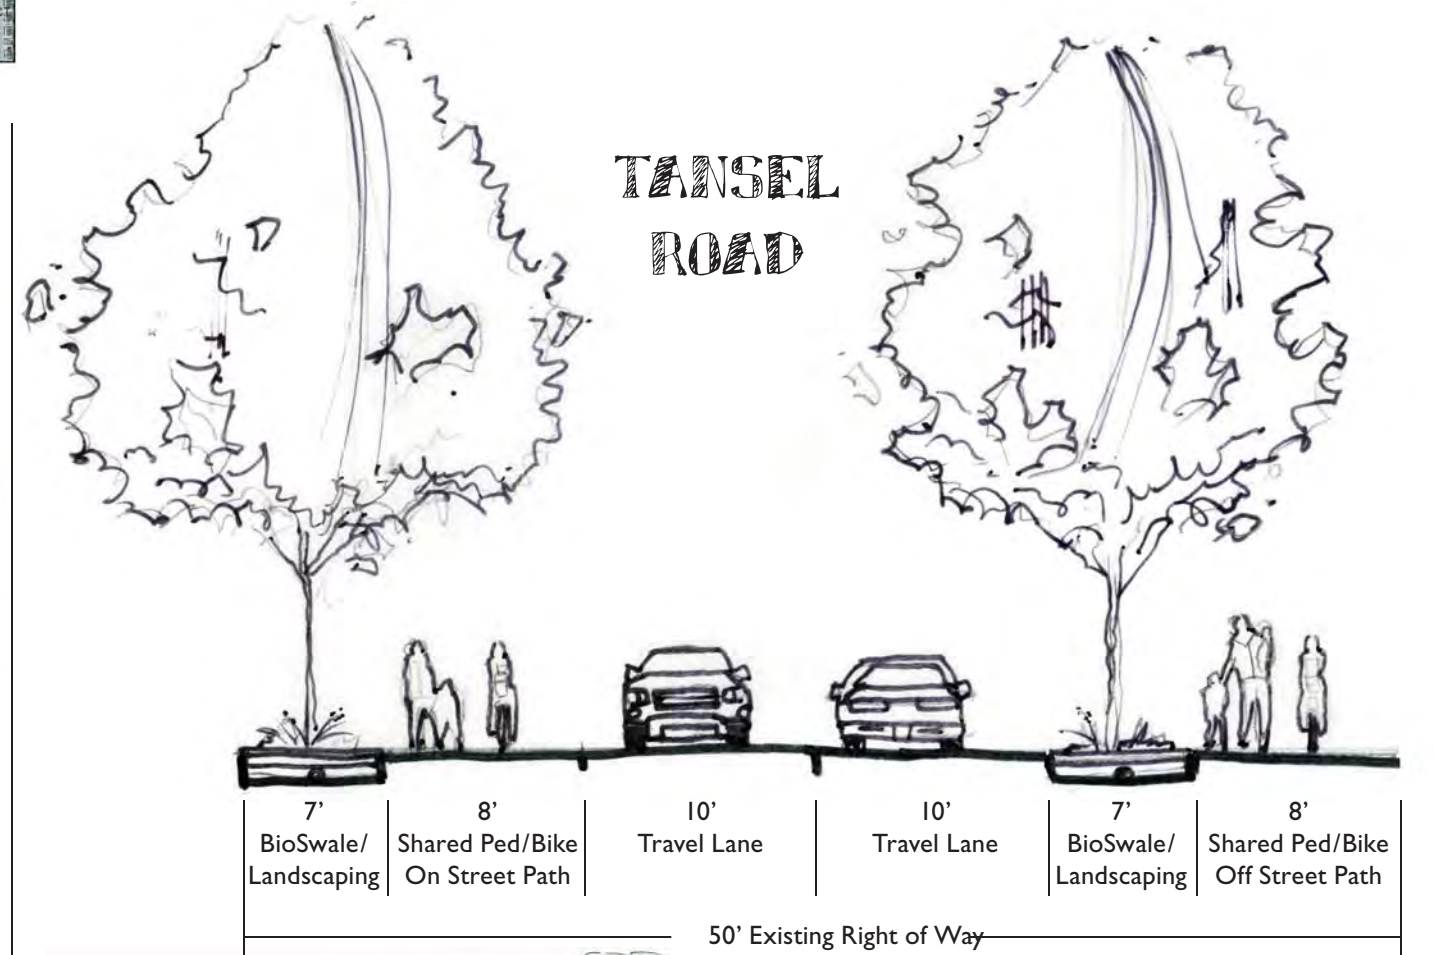 TANSEL
ROAD
7’
BioSwale/
Landscaping
8’
Shared Ped/Bike
On Street Path
10’
Travel Lane
10’
Travel Lane
7’
BioSwale/
Landscaping
8’
Shared Ped/Bike
Off Street Path
50’ Existing Right of Way